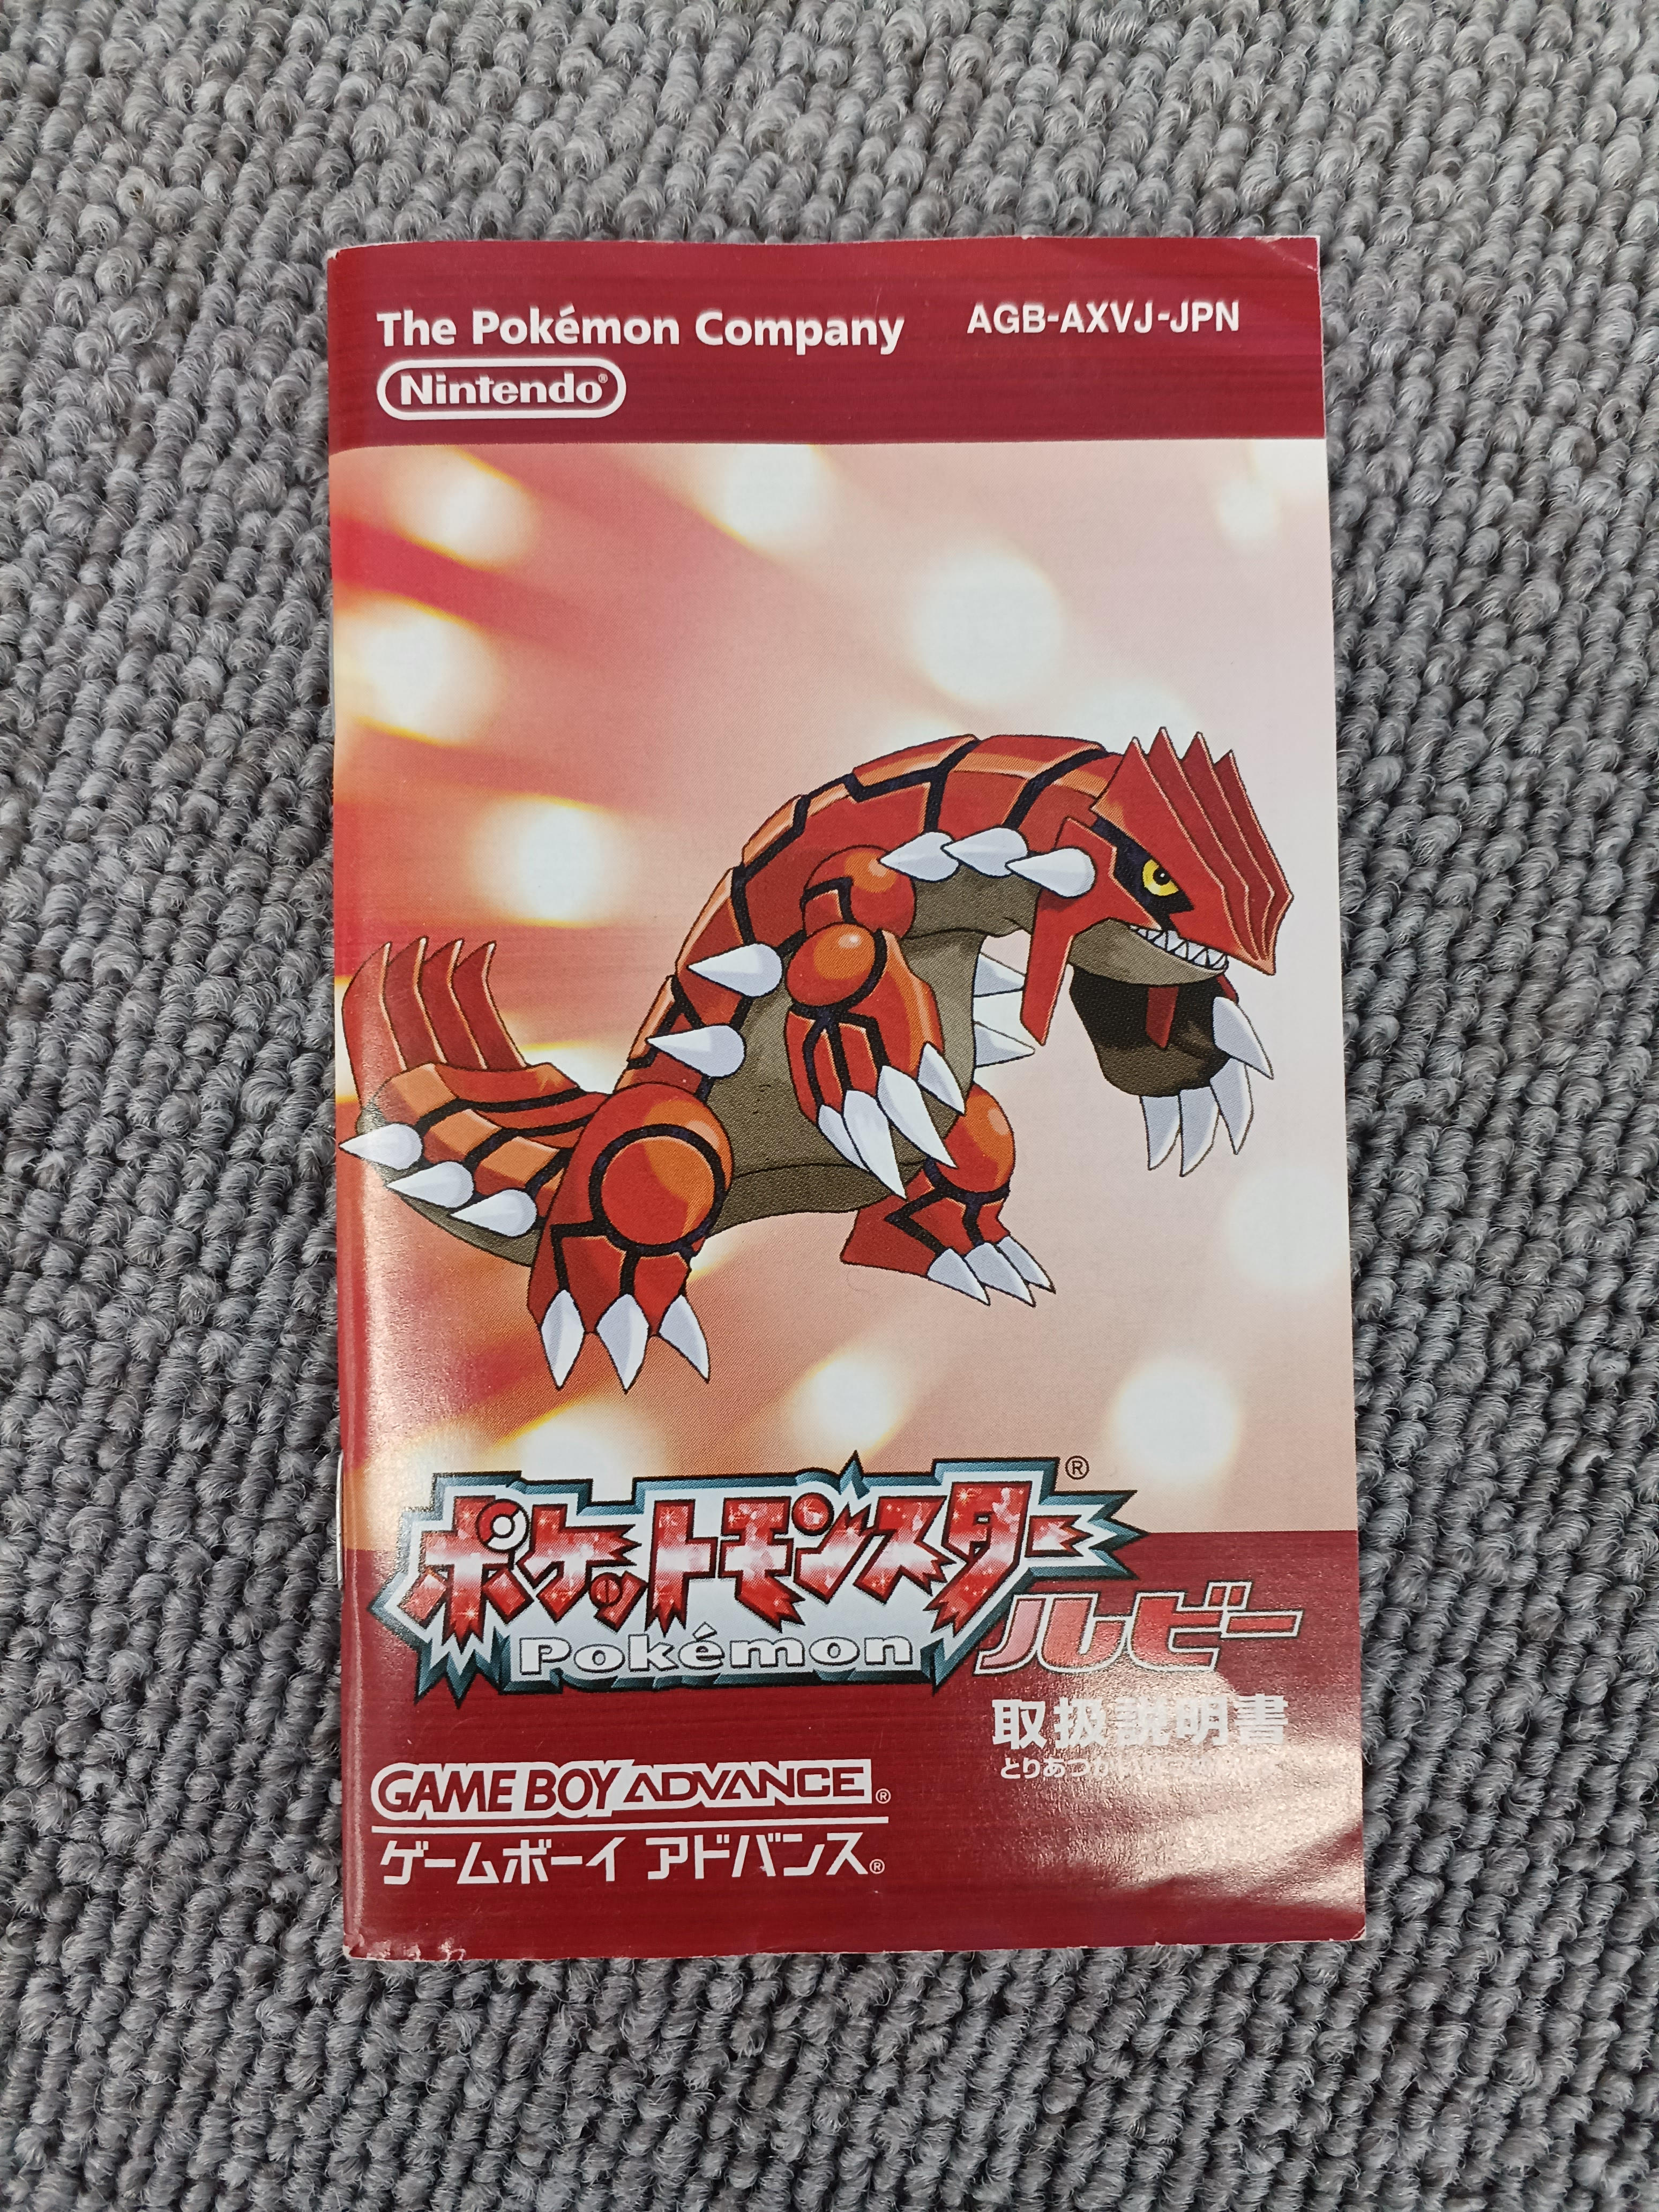 The Pokémon Company
AGB-AXVJ-JPN
Nintendo®
ポケットモンスター®
Pokémon
ルビー
取扱説明書
GAME BOY ADVANCE®
ゲームボーイ アドバンス®